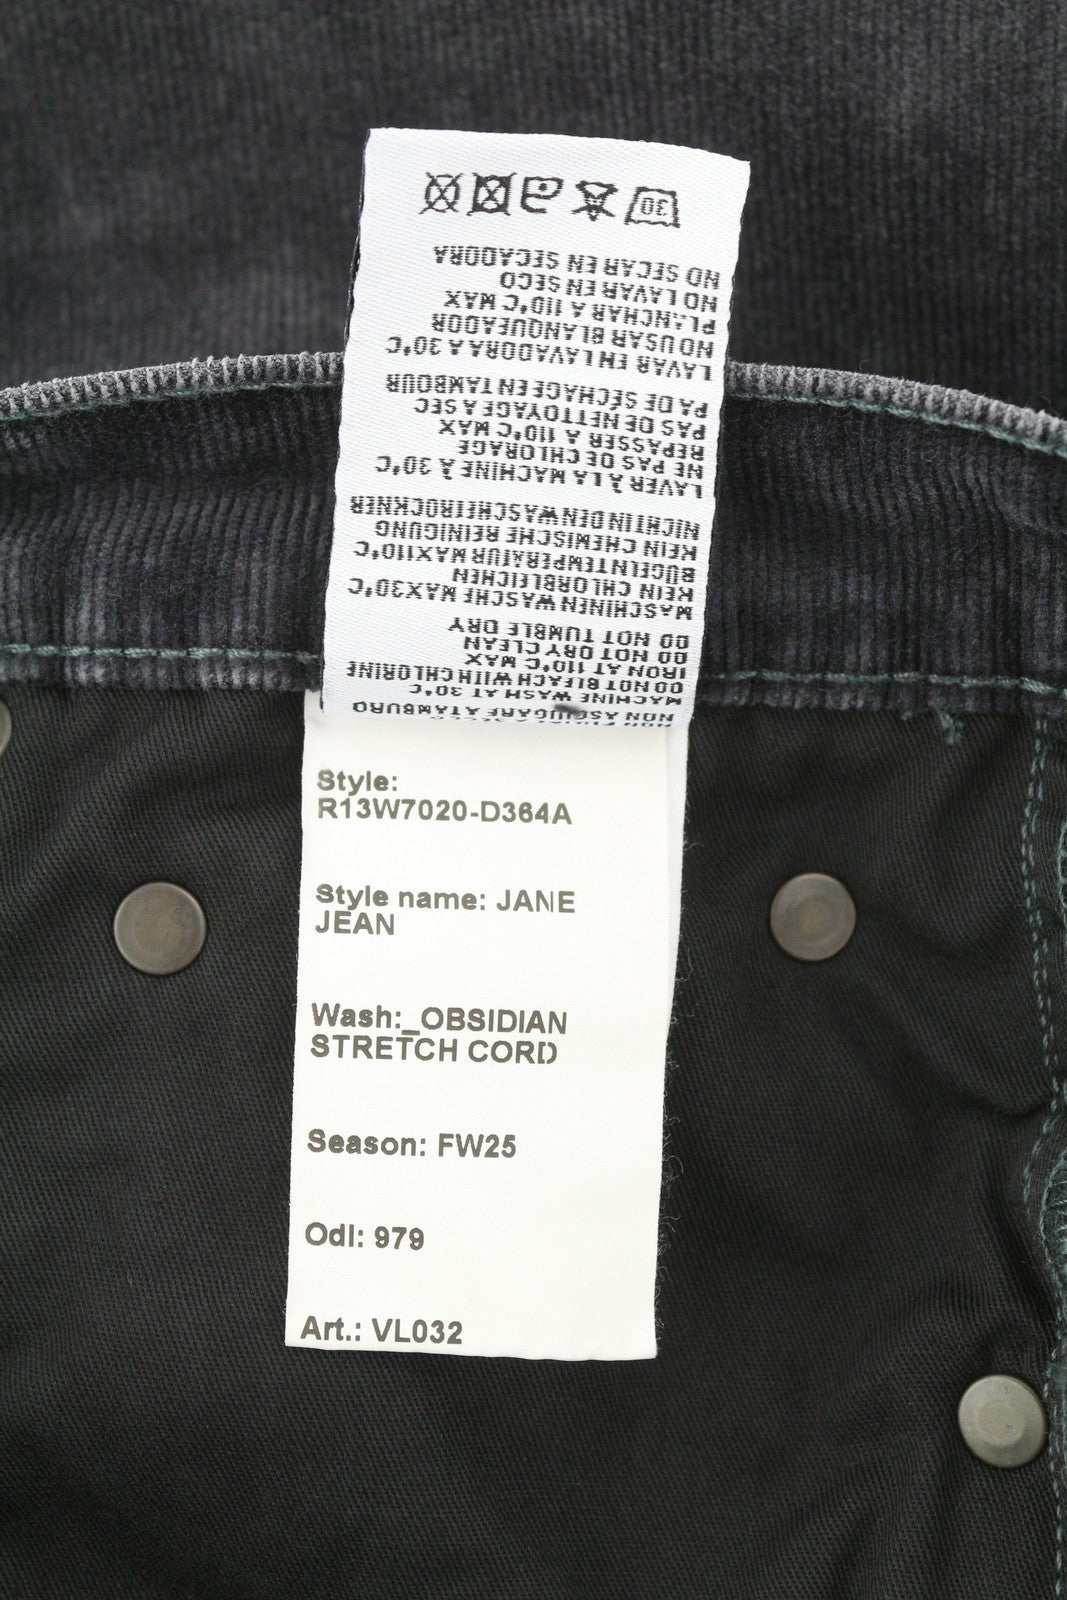 NON ASCIUGARE A TAMBURO
MACHINE WASH AT 30°C
DO NOT BLEACH WITH CHLORINE
IRON AT 110°C MAX
DO NOT DRY CLEAN
DO NOT TUMBLE DRY
MASCHINEN WASCHE MAX30°C
KEIN CHLORBLEICHEN
BUGELNTEMPERATUR MAX110°C
KEIN CHEMISCHE REINIGUNG
NICHT IN DEN WASCHETROCKNER
LAVER À LA MACHINE À 30°C
NE PAS DE CHLORAGE
REPASSER A 110°C MAX
PAS DE NETTOYAGE A SEC
PA DE SÉCHAGE EN TAMBOUR
LAVAR EN LAVADORA A 30°C
NO USAR BLANQUEADOR
PLANCHAR A 110°C MAX
NO LAVAR EN SECO
NO SECAR EN SECADORA
30
Style:
R13W7020-D364A
Style name: JANE
JEAN
Wash:_OBSIDIAN
STRETCH CORD
Season: FW25
Odl: 979
Art.: VL032